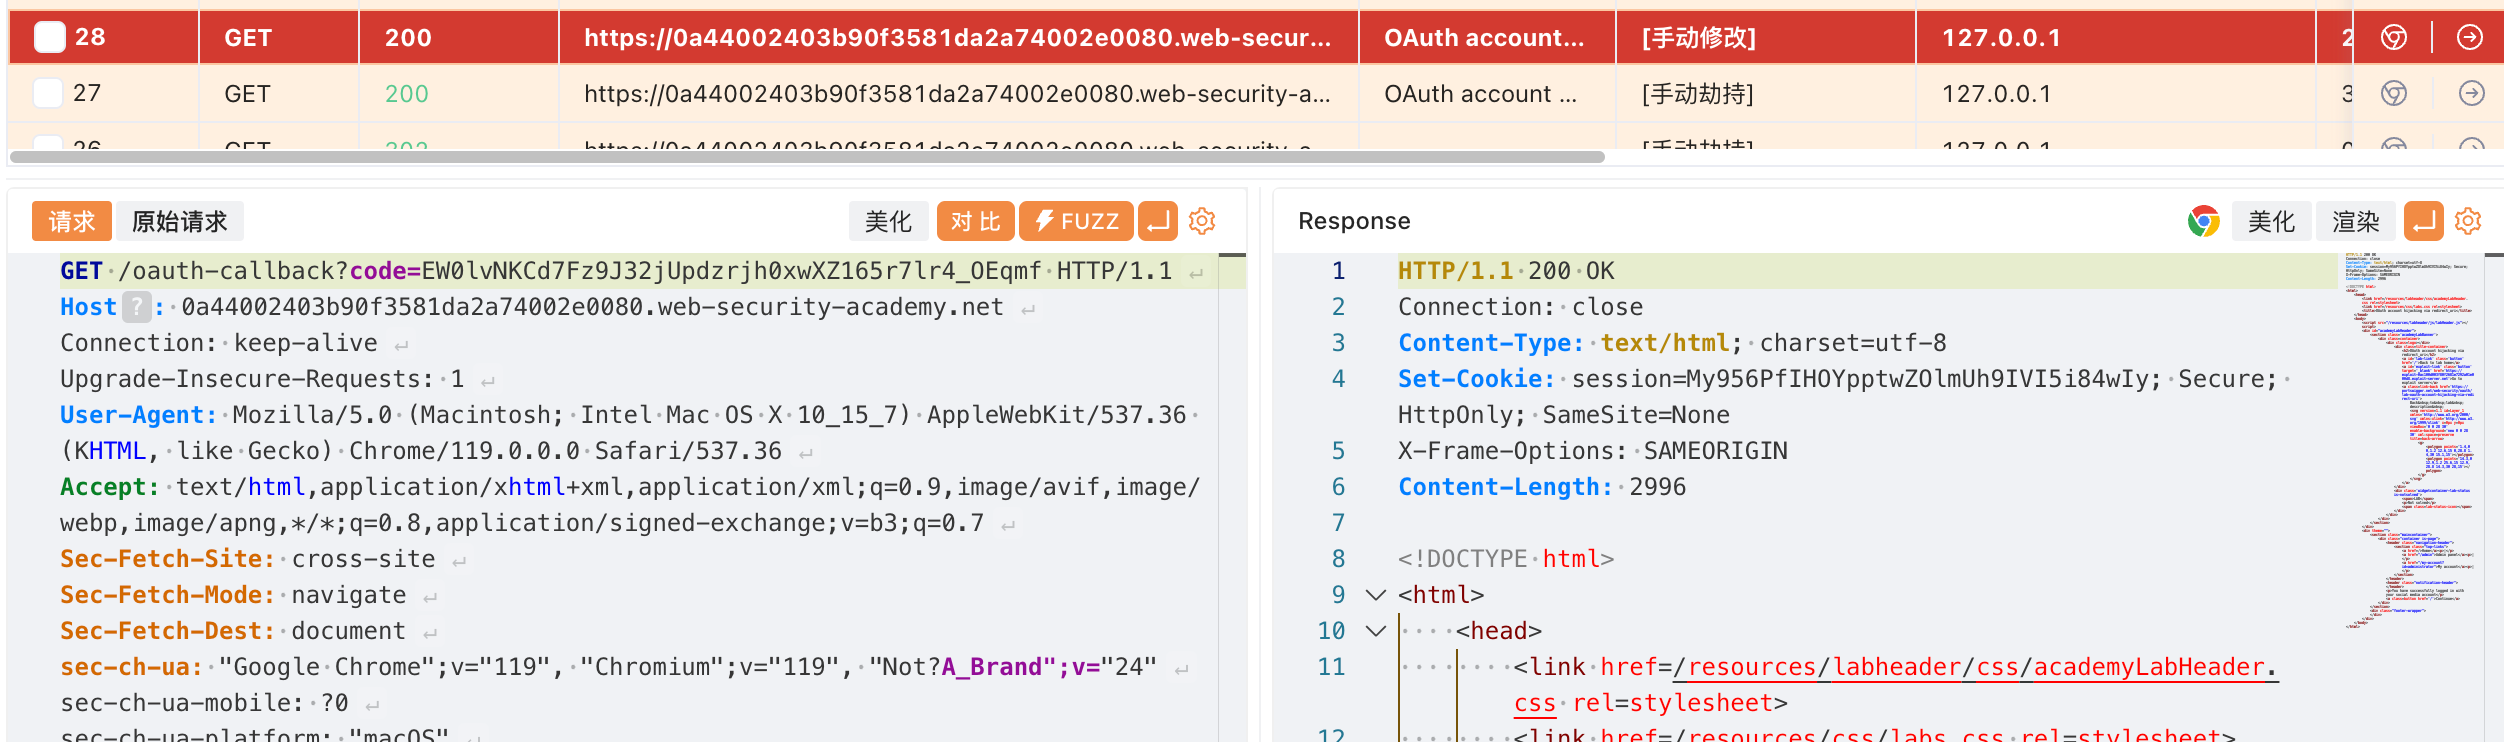 28 GET 200 https://0a44002403b90f3581da2a74002e0080.web-secur... OAuth account... [手动修改] 127.0.0.1 2
27 GET 200 https://0a44002403b90f3581da2a74002e0080.web-security-a... OAuth account ... [手动劫持] 127.0.0.1 3
26 GET 302 https://0a44002403b90f3581da2a74002e0080.web-security-a... [手动劫持] 127.0.0.1
请求 原始请求 美化 对比 FUZZ
GET /oauth-callback?code=EW0lvNKCd7Fz9J32jUpdzrjh0xwXZ165r7lr4_OEqmf HTTP/1.1
Host ? : 0a44002403b90f3581da2a74002e0080.web-security-academy.net
Connection: keep-alive
Upgrade-Insecure-Requests: 1
User-Agent: Mozilla/5.0 (Macintosh; Intel Mac OS X 10_15_7) AppleWebKit/537.36
(KHTML, like Gecko) Chrome/119.0.0.0 Safari/537.36
Accept: text/html,application/xhtml+xml,application/xml;q=0.9,image/avif,image/
webp,image/apng,*/*;q=0.8,application/signed-exchange;v=b3;q=0.7
Sec-Fetch-Site: cross-site
Sec-Fetch-Mode: navigate
Sec-Fetch-Dest: document
sec-ch-ua: "Google Chrome";v="119", "Chromium";v="119", "Not?A_Brand";v="24"
sec-ch-ua-mobile: ?0
sec-ch-ua-platform: "macOS"
Response 美化 渲染
1 HTTP/1.1 200 OK
2 Connection: close
3 Content-Type: text/html; charset=utf-8
4 Set-Cookie: session=My956PfIHOYpptwZOlmUh9IVI5i84wIy; Secure;
HttpOnly; SameSite=None
5 X-Frame-Options: SAMEORIGIN
6 Content-Length: 2996
7
8 <!DOCTYPE html>
9 <html>
10 <head>
11 <link href=/resources/labheader/css/academyLabHeader.
css rel=stylesheet>
12 <link href=/resources/css/labs.css rel=stylesheet>